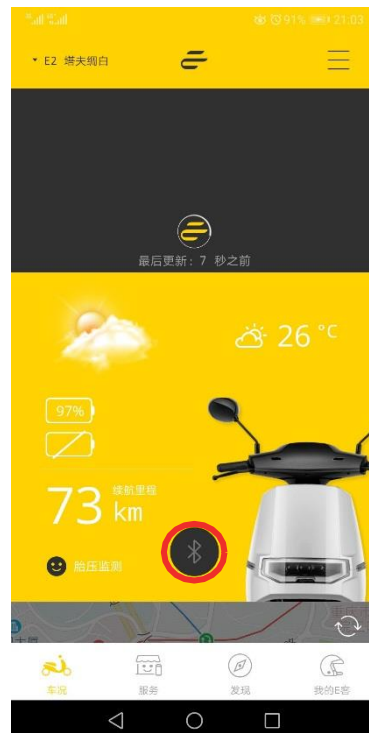 91% 21:03
E2 塔夫绸白
最后更新: 7 秒之前
26 °C
97%
73 续航里程 km
胎压监测
车况 服务 发现 我的E客